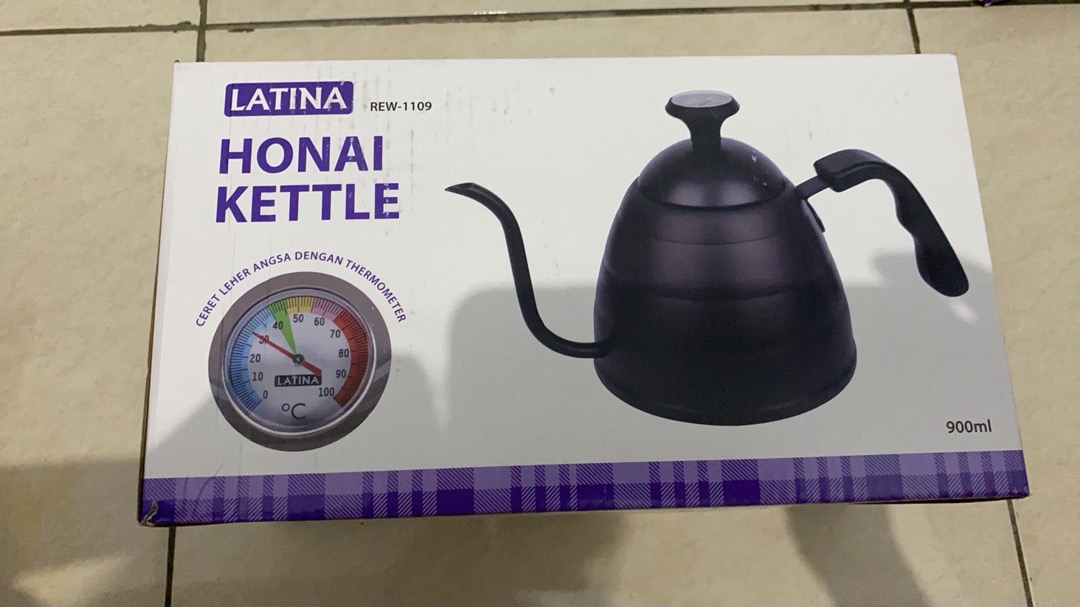 LATINA
REW-1109
HONAI
KETTLE
CERET LEHER ANGSA DENGAN THERMOMETER
0
10
20
30
40
50
60
70
80
90
100
LATINA
°C
900ml